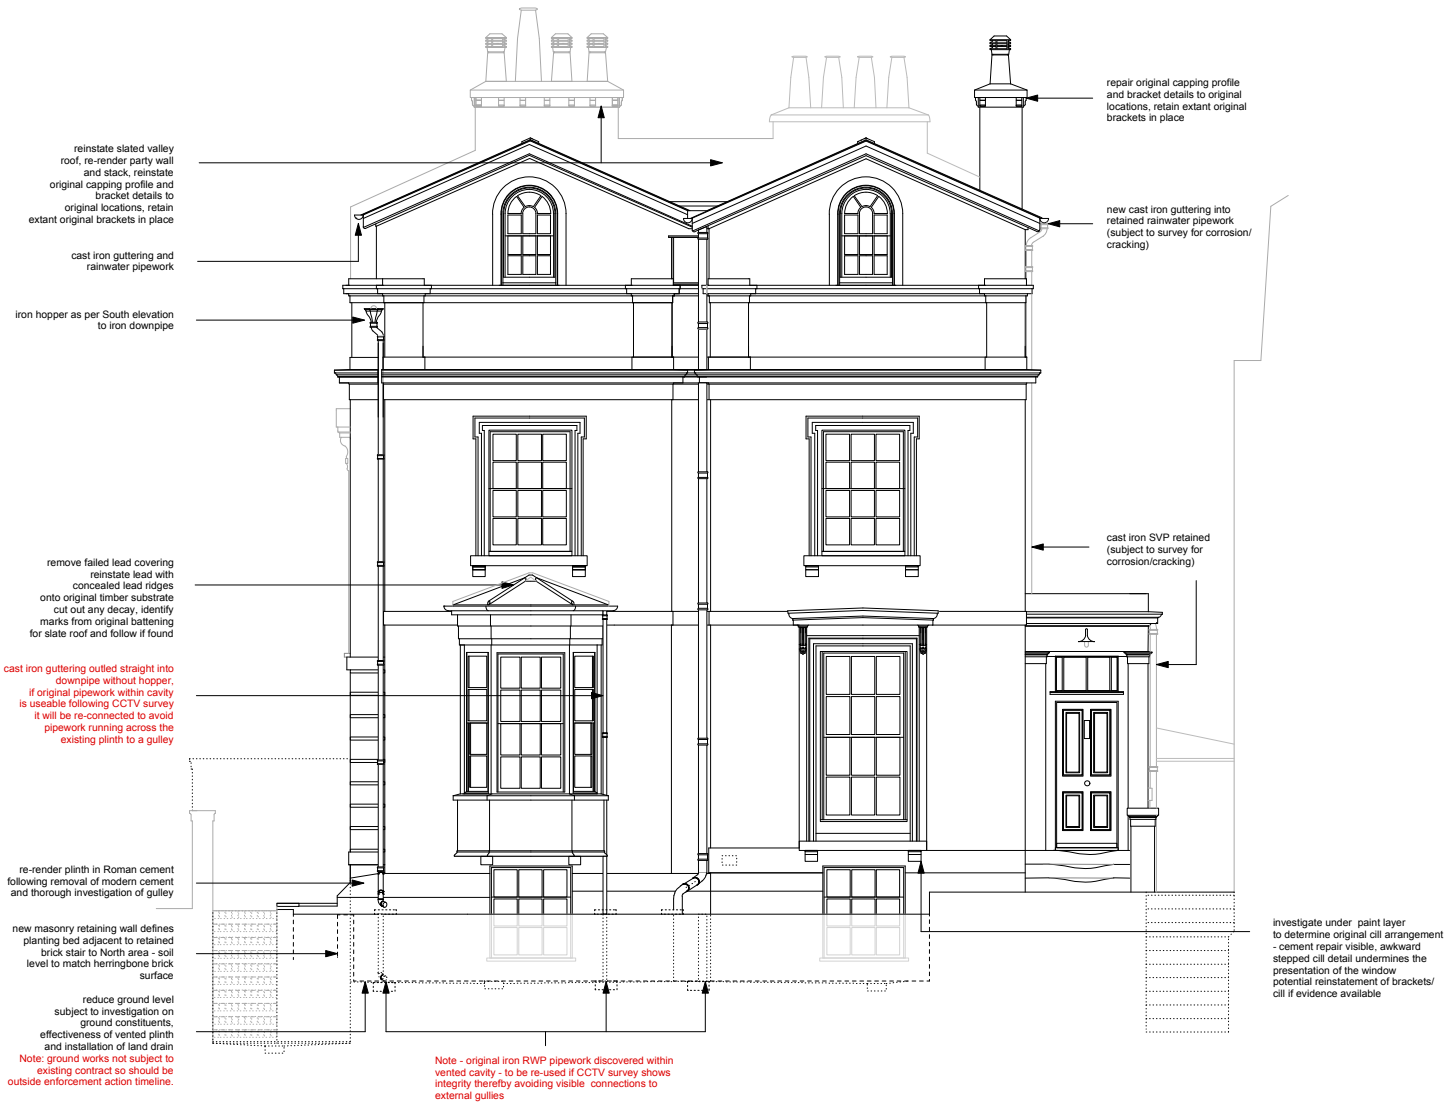 reinstate slated valley
roof, re-render party wall
and stack, reinstate
original capping profile and
bracket details to
original locations, retain
extant original brackets in place
cast iron guttering and
rainwater pipework
iron hopper as per South elevation
to iron downpipe
remove failed lead covering
reinstate lead with
concealed lead ridges
onto original timber substrate
cut out any decay, identify
marks from original battening
for slate roof and follow if found
cast iron guttering outled straight into
downpipe without hopper,
if original pipework within cavity
is useable following CCTV survey
it will be re-connected to avoid
pipework running across the
existing plinth to a gulley
re-render plinth in Roman cement
following removal of modern cement
and thorough investigation of gulley
new masonry retaining wall defines
planting bed adjacent to retained
brick stair to North area - soil
level to match herringbone brick
surface
reduce ground level
subject to investigation on
ground constituents,
effectiveness of vented plinth
and installation of land drain
Note: ground works not subject to
existing contract so should be
outside enforcement action timeline.
Note - original iron RWP pipework discovered within
vented cavity - to be re-used if CCTV survey shows
integrity therefby avoiding visible connections to
external gullies
repair original capping profile
and bracket details to original
locations, retain extant original
brackets in place
new cast iron guttering into
retained rainwater pipework
(subject to survey for corrosion/
cracking)
cast iron SVP retained
(subject to survey for
corrosion/cracking)
investigate under paint layer
to determine original cill arrangement
- cement repair visible, awkward
stepped cill detail undermines the
presentation of the window
potential reinstatement of brackets/
cill if evidence available